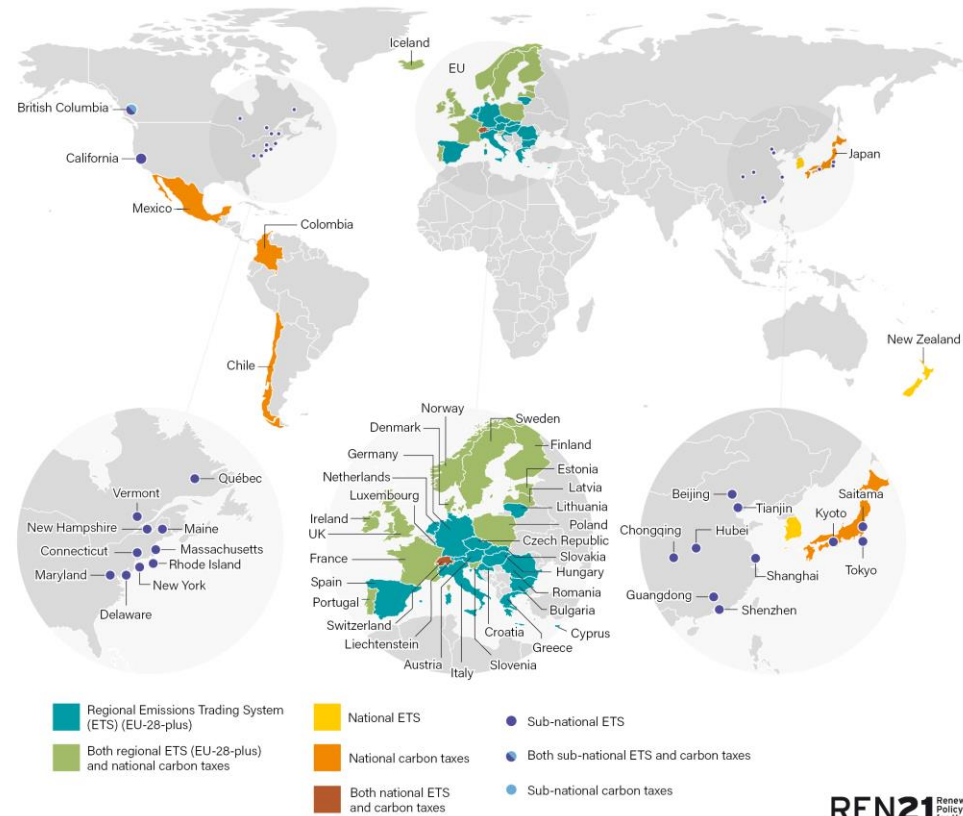 Iceland
EU
British Columbia
California
Japan
Mexico
Colombia
New Zealand
Chile
Québec
Vermont
New Hampshire
Maine
Connecticut
Massachusetts
Rhode Island
Maryland
New York
Delaware
Norway
Sweden
Denmark
Finland
Germany
Netherlands
Estonia
Luxembourg
Latvia
Lithuania
Ireland
Poland
UK
Czech Republic
France
Slovakia
Hungary
Spain
Romania
Portugal
Bulgaria
Switzerland
Cyprus
Liechtenstein
Croatia
Greece
Austria
Slovenia
Italy
Beijing
Saitama
Tianjin
Kyoto
Chongqing
Hubei
Shanghai
Tokyo
Guangdong
Shenzhen
Regional Emissions Trading System
(ETS) (EU-28-plus)
Both regional ETS (EU-28-plus)
and national carbon taxes
National ETS
National carbon taxes
Both national ETS
and carbon taxes
Sub-national ETS
Both sub-national ETS and carbon taxes
Sub-national carbon taxes
REN21
Renew
Policy